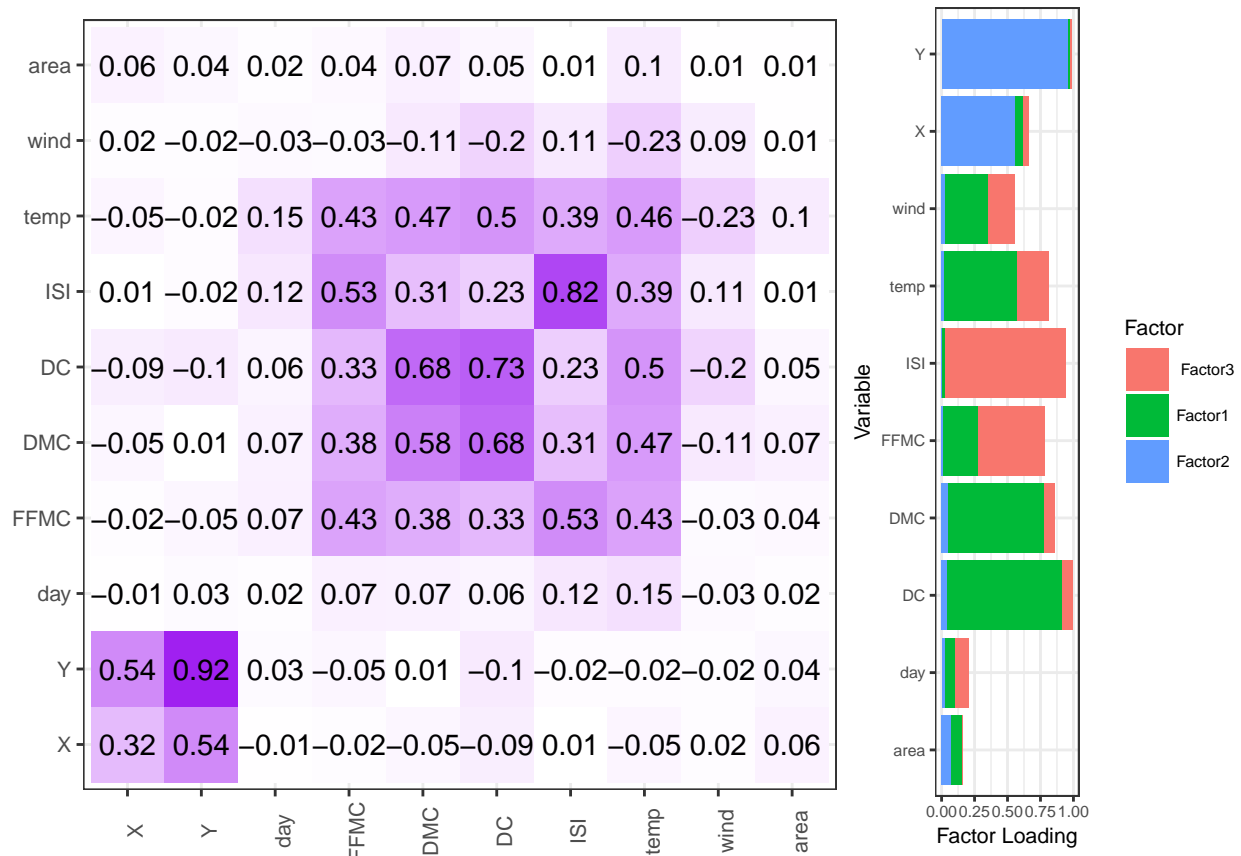 area 0.06 0.04 0.02 0.04 0.07 0.05 0.01 0.1 0.01 0.01
wind 0.02 −0.02 −0.03 −0.03 −0.11 −0.2 0.11 −0.23 0.09 0.01
temp −0.05 −0.02 0.15 0.43 0.47 0.5 0.39 0.46 −0.23 0.1
ISI 0.01 −0.02 0.12 0.53 0.31 0.23 0.82 0.39 0.11 0.01
DC −0.09 −0.1 0.06 0.33 0.68 0.73 0.23 0.5 −0.2 0.05
DMC −0.05 0.01 0.07 0.38 0.58 0.68 0.31 0.47 −0.11 0.07
FFMC −0.02 −0.05 0.07 0.43 0.38 0.33 0.53 0.43 −0.03 0.04
day −0.01 0.03 0.02 0.07 0.07 0.06 0.12 0.15 −0.03 0.02
Y 0.54 0.92 0.03 −0.05 0.01 −0.1 −0.02 −0.02 −0.02 0.04
X 0.32 0.54 −0.01 −0.02 −0.05 −0.09 0.01 −0.05 0.02 0.06
X Y day FFMC DMC DC ISI temp wind area
Variable
Y
X
wind
temp
ISI
FFMC
DMC
DC
day
area
0.00 0.25 0.50 0.75 1.00
Factor Loading
Factor
Factor3
Factor1
Factor2